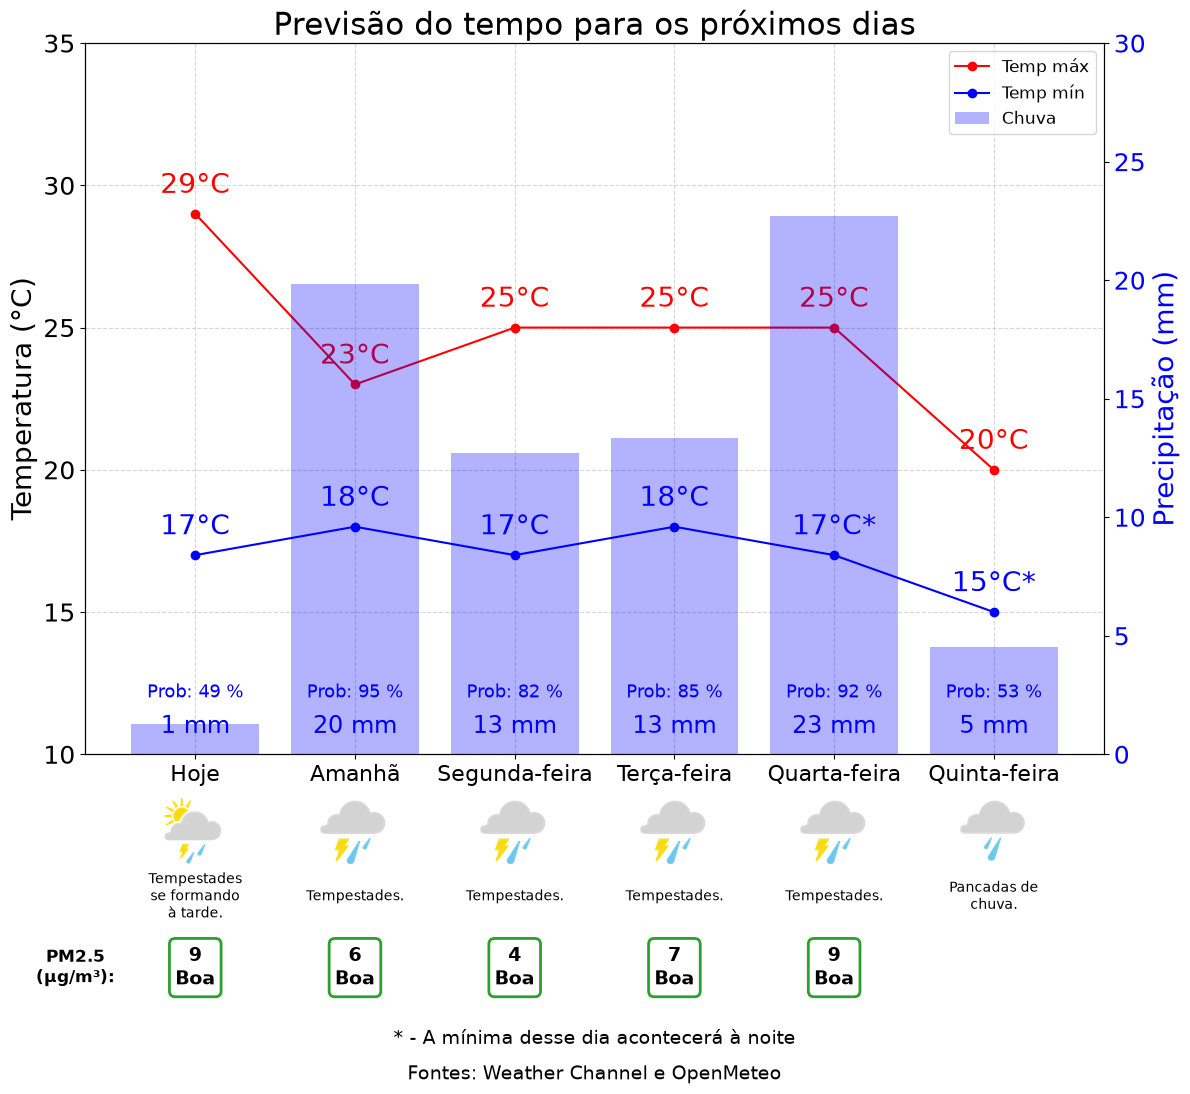 Previsão do tempo para os próximos dias
35
30
25
20
15
10
Temperatura (°C)
30
25
20
15
10
5
0
Precipitação (mm)
Temp máx
Temp mín
Chuva
29°C
23°C
25°C
25°C
25°C
20°C
17°C
18°C
17°C
18°C
17°C*
15°C*
Prob: 49 %
Prob: 95 %
Prob: 82 %
Prob: 85 %
Prob: 92 %
Prob: 53 %
1 mm
20 mm
13 mm
13 mm
23 mm
5 mm
Hoje
Amanhã
Segunda-feira
Terça-feira
Quarta-feira
Quinta-feira
Tempestades
se formando
à tarde.
Tempestades.
Tempestades.
Tempestades.
Tempestades.
Pancadas de
chuva.
PM2.5
(µg/m³):
9
Boa
6
Boa
4
Boa
7
Boa
9
Boa
* - A mínima desse dia acontecerá à noite
Fontes: Weather Channel e OpenMeteo